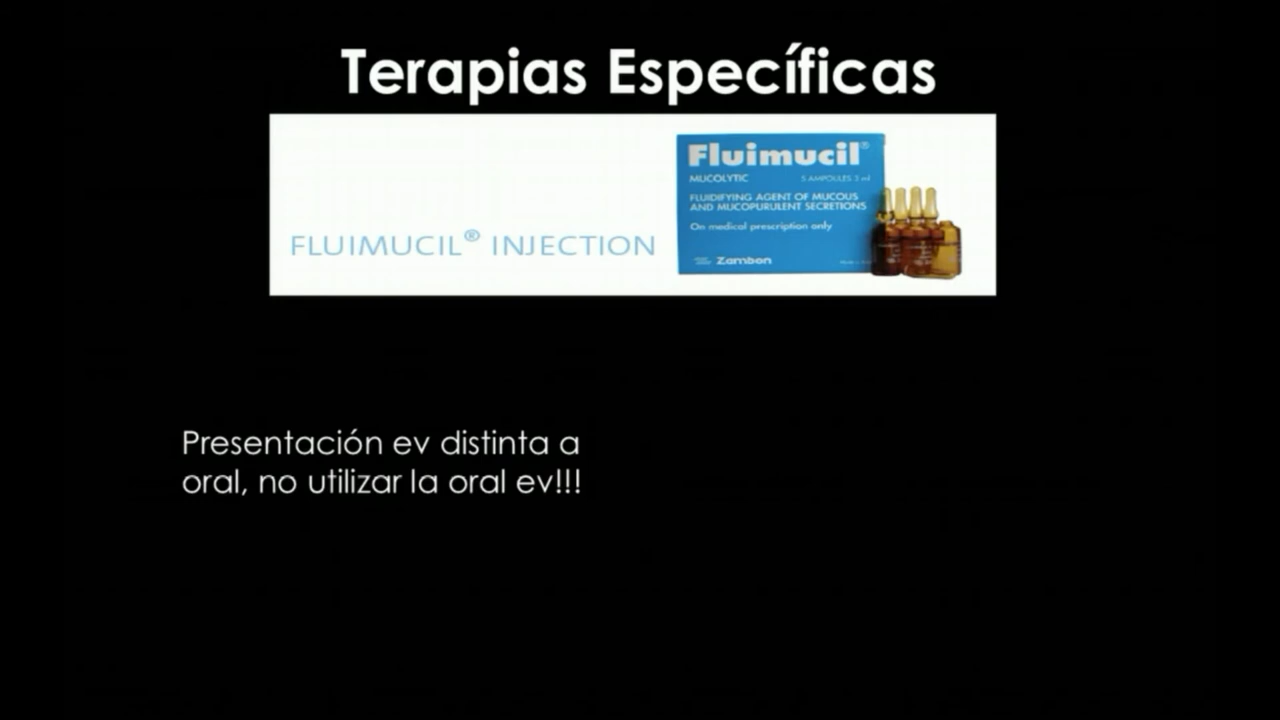 Terapias Específicas
Fluimucil®
MUCOLYTIC 5 AMPOULES 3 ml
FLUIDIFYING AGENT OF MUCOUS
AND MUCOPURULENT SECRETIONS
On medical prescription only
Zambon
FLUIMUCIL® INJECTION
Presentación ev distinta a
oral, no utilizar la oral ev!!!